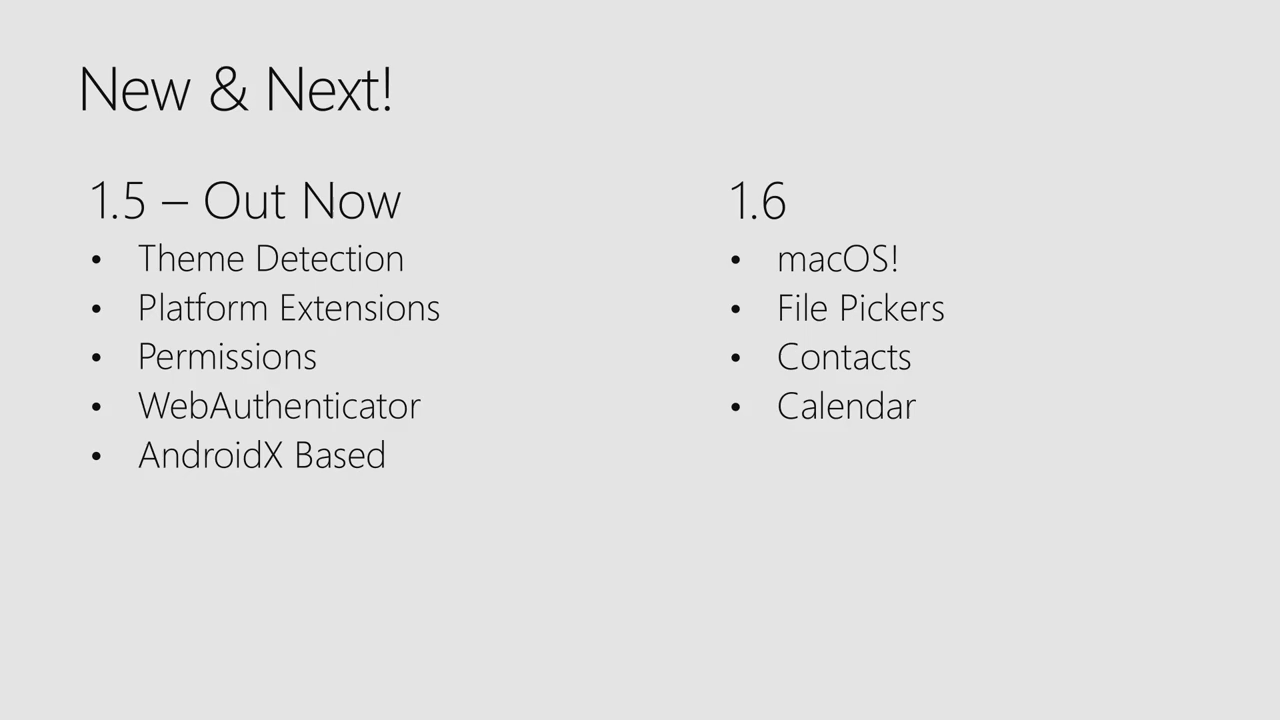 New & Next!
1.5 – Out Now
• Theme Detection
• Platform Extensions
• Permissions
• WebAuthenticator
• AndroidX Based
1.6
• macOS!
• File Pickers
• Contacts
• Calendar